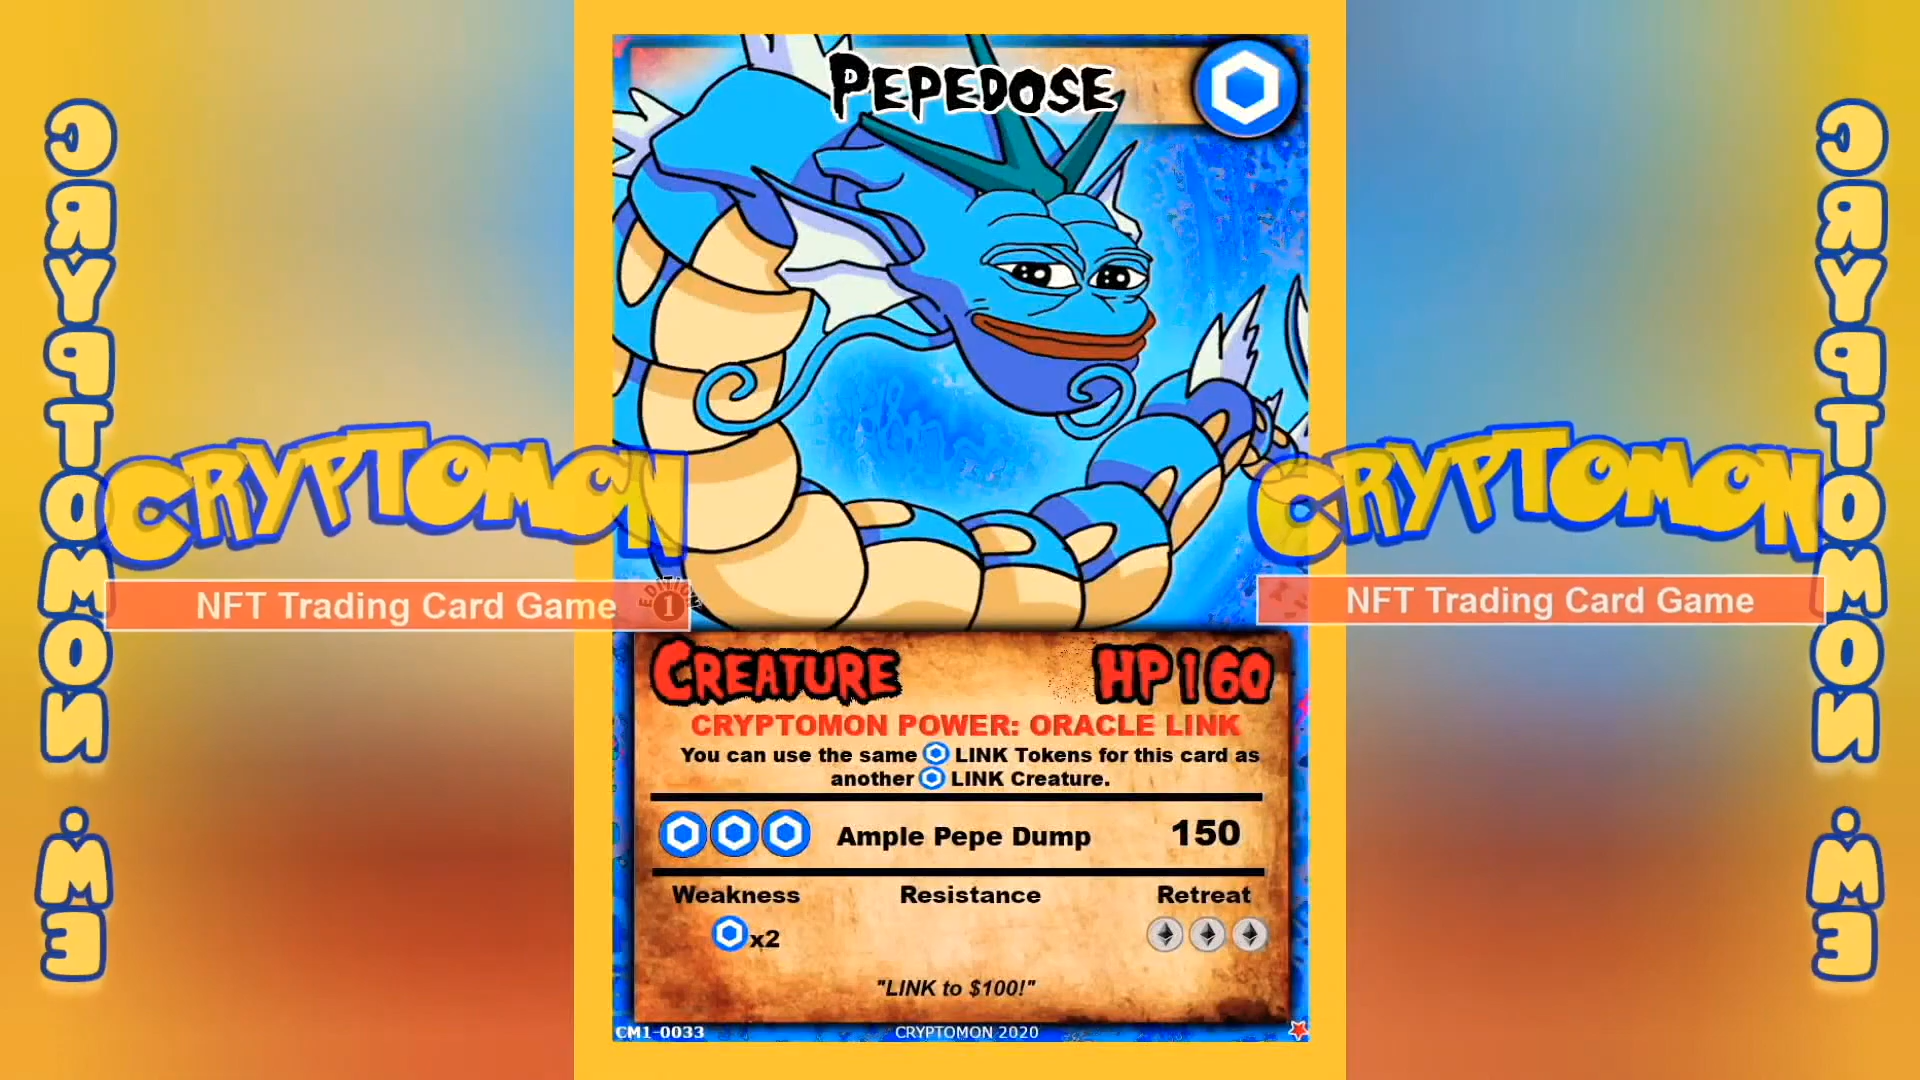 PEPEDOSE
CRYPTOMON .ME
CRYPTOMON
NFT Trading Card Game
EDITION
1
CRYPTOMON
NFT Trading Card Game
CRYPTOMON .ME
CREATURE HP 160
CRYPTOMON POWER: ORACLE LINK
You can use the same LINK Tokens for this card as
another LINK Creature.
Ample Pepe Dump 150
Weakness Resistance Retreat
x2
"LINK to $100!"
CM1-0033 CRYPTOMON 2020